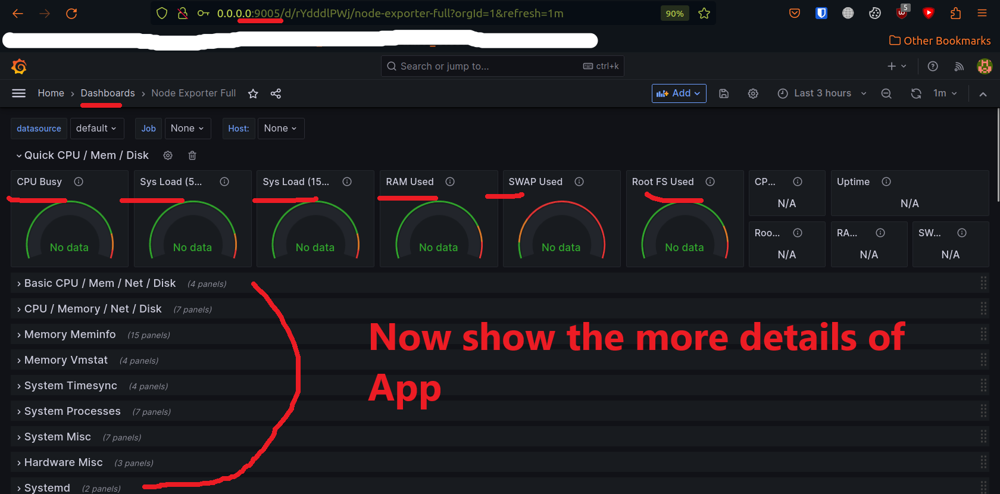 0.0.0.0:9005/d/rYdddlPWj/node-exporter-full?orgId=1&refresh=1m
90%
5
Other Bookmarks
Search or jump to...
ctrl+k
Home › Dashboards › Node Exporter Full
Add
Last 3 hours
1m
datasource default Job None Host: None
Quick CPU / Mem / Disk
CPU Busy
No data
Sys Load (5...
No data
Sys Load (15...
No data
RAM Used
No data
SWAP Used
No data
Root FS Used
No data
CP...
N/A
Uptime
N/A
Roo...
N/A
RA...
N/A
SW...
N/A
Basic CPU / Mem / Net / Disk (4 panels)
CPU / Memory / Net / Disk (7 panels)
Memory Meminfo (15 panels)
Memory Vmstat (4 panels)
System Timesync (4 panels)
System Processes (7 panels)
System Misc (7 panels)
Hardware Misc (3 panels)
Systemd (2 panels)
Now show the more details of
App